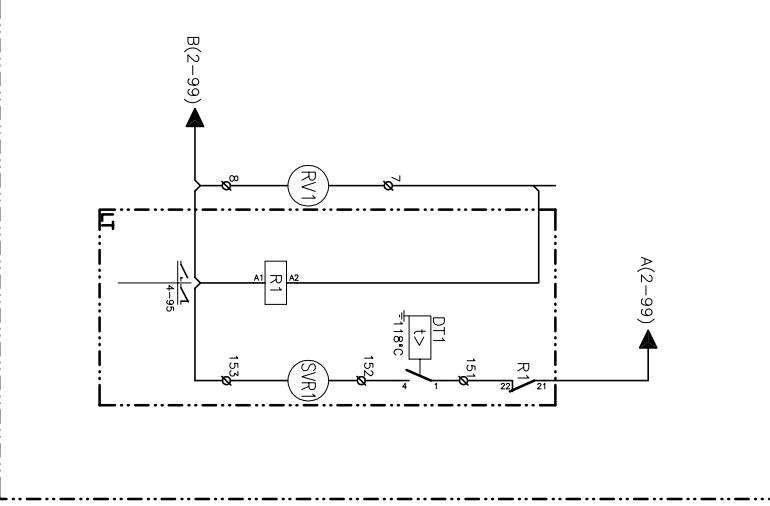 B(2-99)
8
RV1
7
LT
A(2-99)
A1
R1
A2
4-95
DT1
t>
118°C
153
SVR1
152
4
1
151
R1
22
21